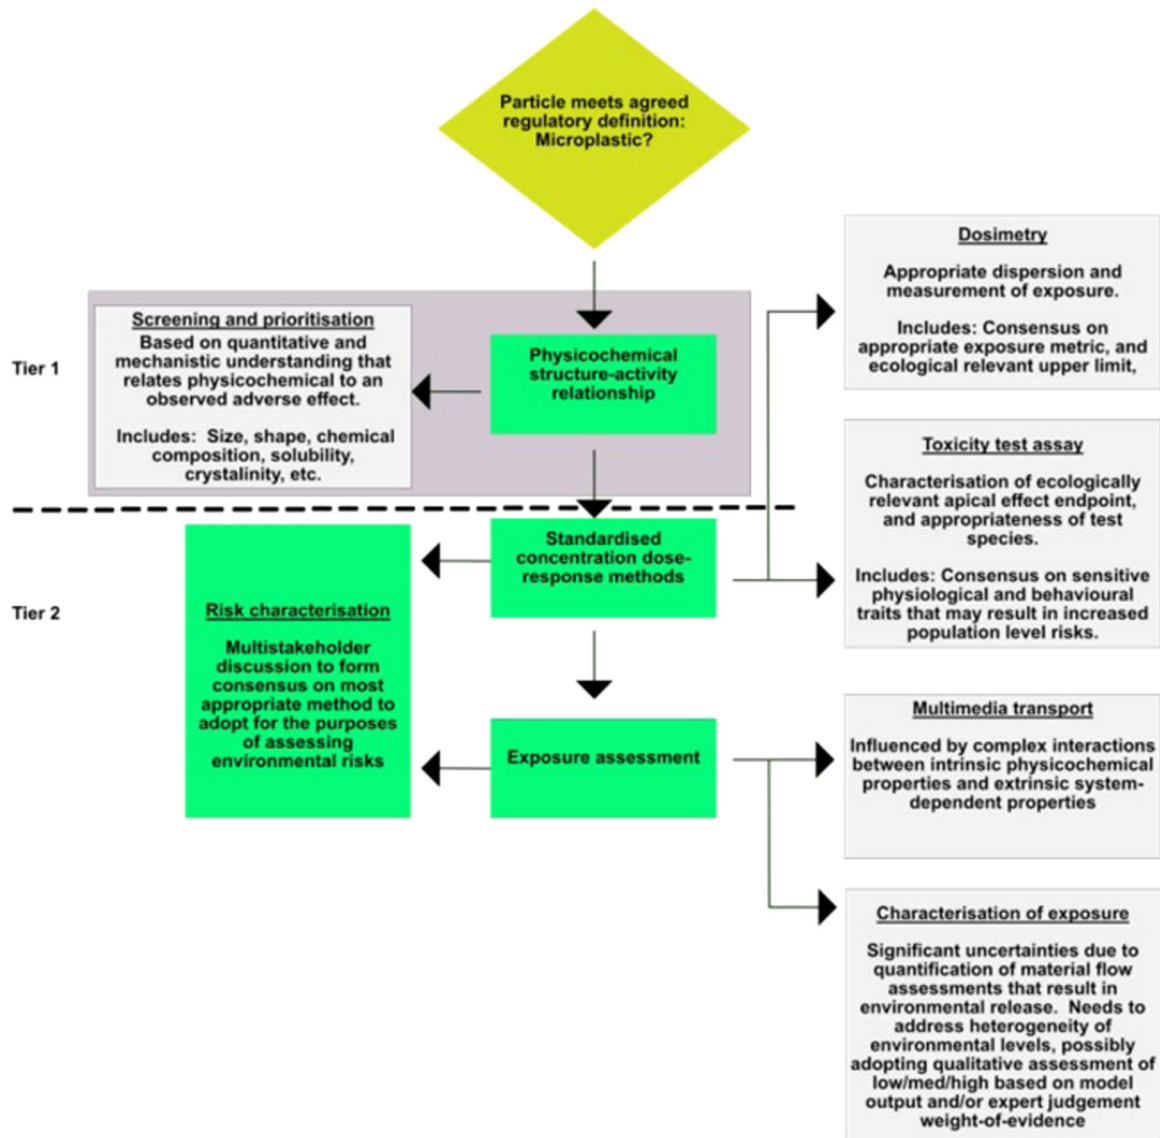 Particle meets agreed
regulatory definition:
Microplastic?
Tier 1
Screening and prioritisation
Based on quantitative and
mechanistic understanding that
relates physicochemical to an
observed adverse effect.
Includes: Size, shape, chemical
composition, solubility,
crystalinity, etc.
Physicochemical
structure-activity
relationship
Dosimetry
Appropriate dispersion and
measurement of exposure.
Includes: Consensus on
appropriate exposure metric, and
ecological relevant upper limit,
Toxicity test assay
Characterisation of ecologically
relevant apical effect endpoint,
and appropriateness of test
species.
Includes: Consensus on sensitive
physiological and behavioural
traits that may result in increased
population level risks.
Tier 2
Standardised
concentration dose-
response methods
Risk characterisation
Multistakeholder
discussion to form
consensus on most
appropriate method to
adopt for the purposes
of assessing
environmental risks
Exposure assessment
Multimedia transport
Influenced by complex interactions
between intrinsic physicochemical
properties and extrinsic system-
dependent properties
Characterisation of exposure
Significant uncertainties due to
quantification of material flow
assessments that result in
environmental release. Needs to
address heterogeneity of
environmental levels, possibly
adopting qualitative assessment of
low/med/high based on model
output and/or expert judgement
weight-of-evidence